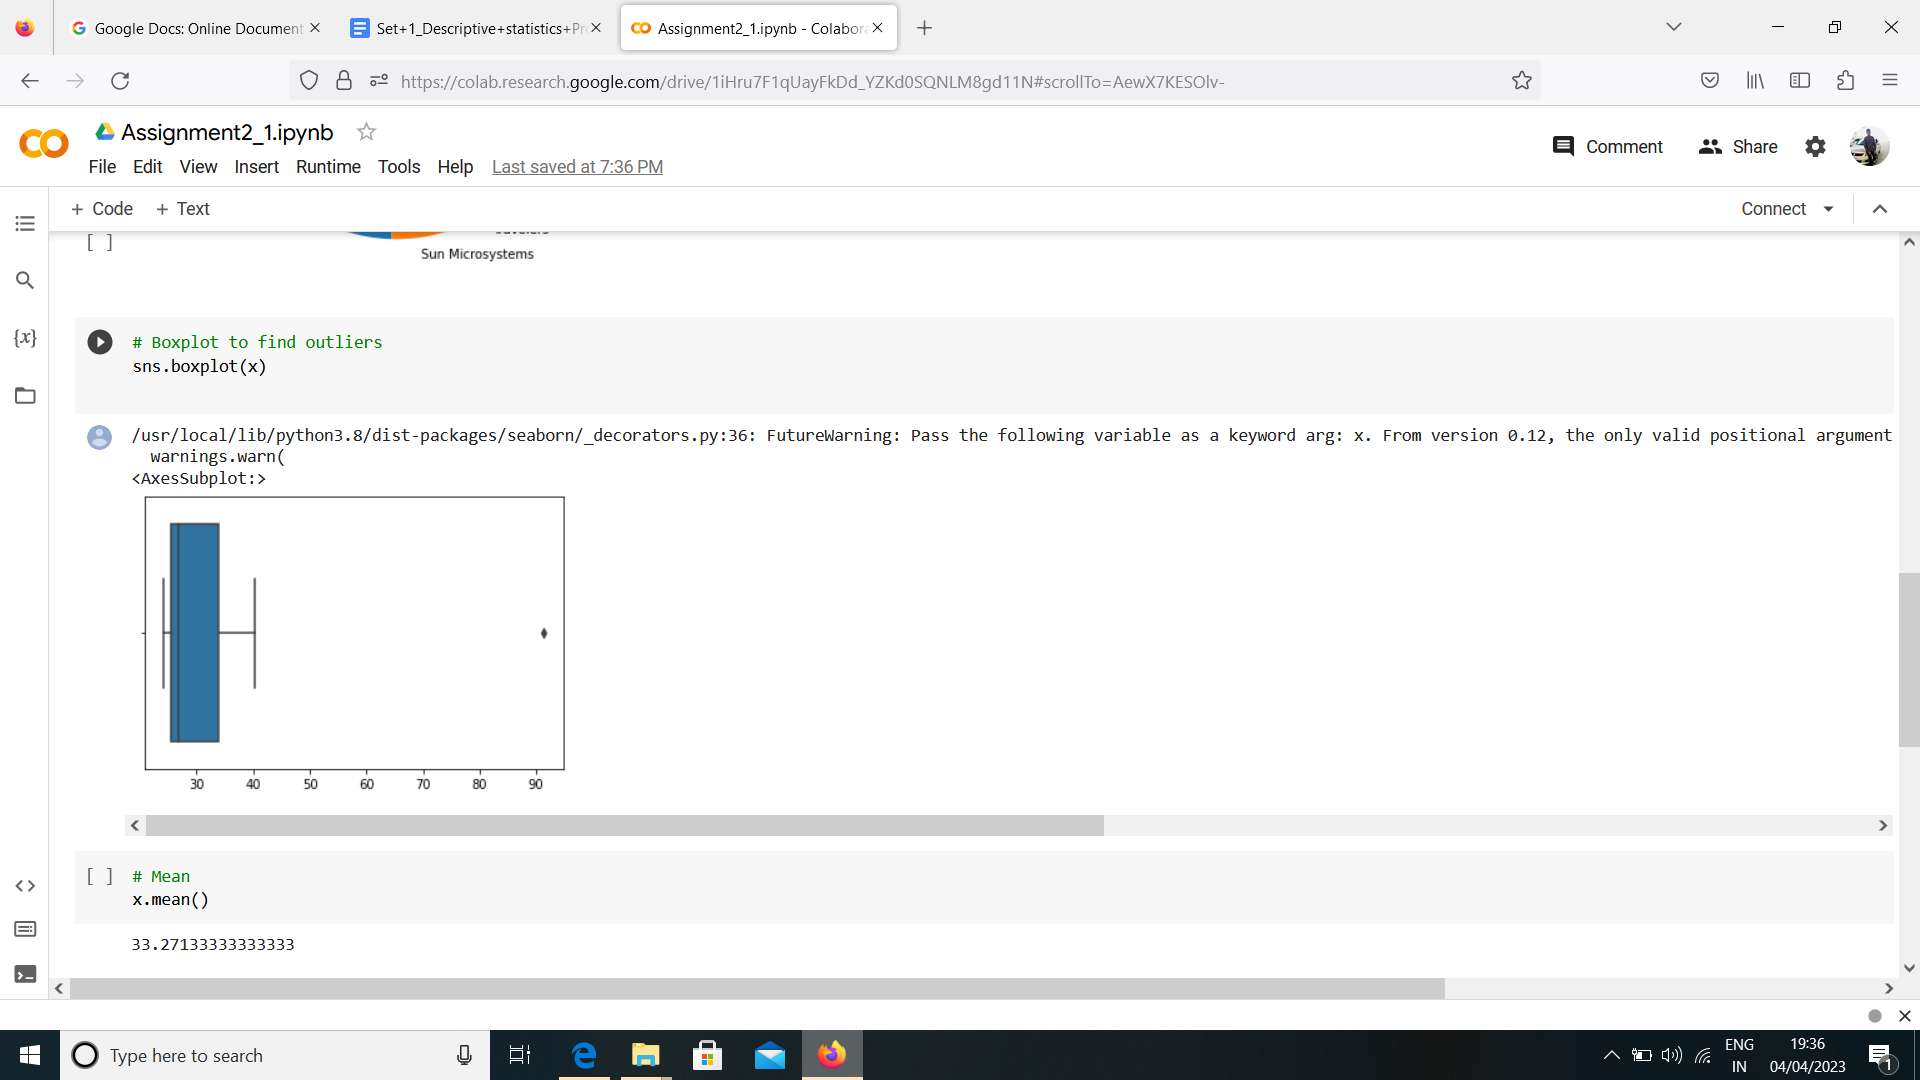 Google Docs: Online Document
Set+1_Descriptive+statistics+Pr
Assignment2_1.ipynb - Colabora
https://colab.research.google.com/drive/1iHru7F1qUayFkDd_YZKd0SQNLM8gd11N#scrollTo=AewX7KESOlv-
Assignment2_1.ipynb
Comment
Share
File Edit View Insert Runtime Tools Help Last saved at 7:36 PM
+ Code + Text
Connect
[ ]
Sun Microsystems
{x}
# Boxplot to find outliers
sns.boxplot(x)
/usr/local/lib/python3.8/dist-packages/seaborn/_decorators.py:36: FutureWarning: Pass the following variable as a keyword arg: x. From version 0.12, the only valid positional argument
warnings.warn(
<AxesSubplot:>
30 40 50 60 70 80 90
[ ] # Mean
x.mean()
33.27133333333333
Type here to search
ENG
IN
19:36
04/04/2023
1